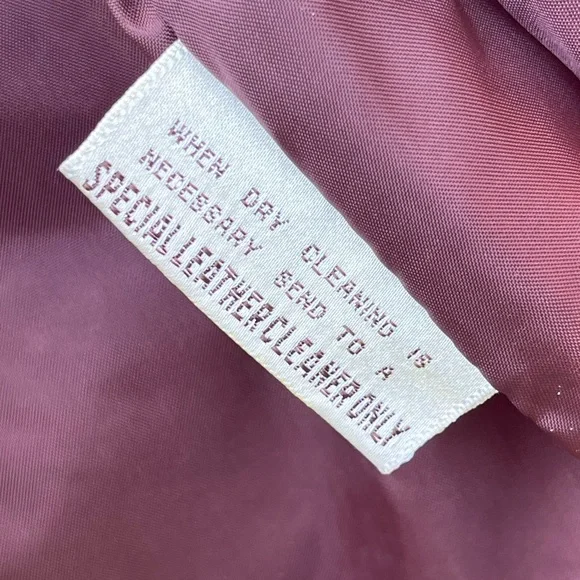 WHEN DRY CLEANING IS
NECESSARY SEND TO A
SPECIALLEATHERCLEANERONLY